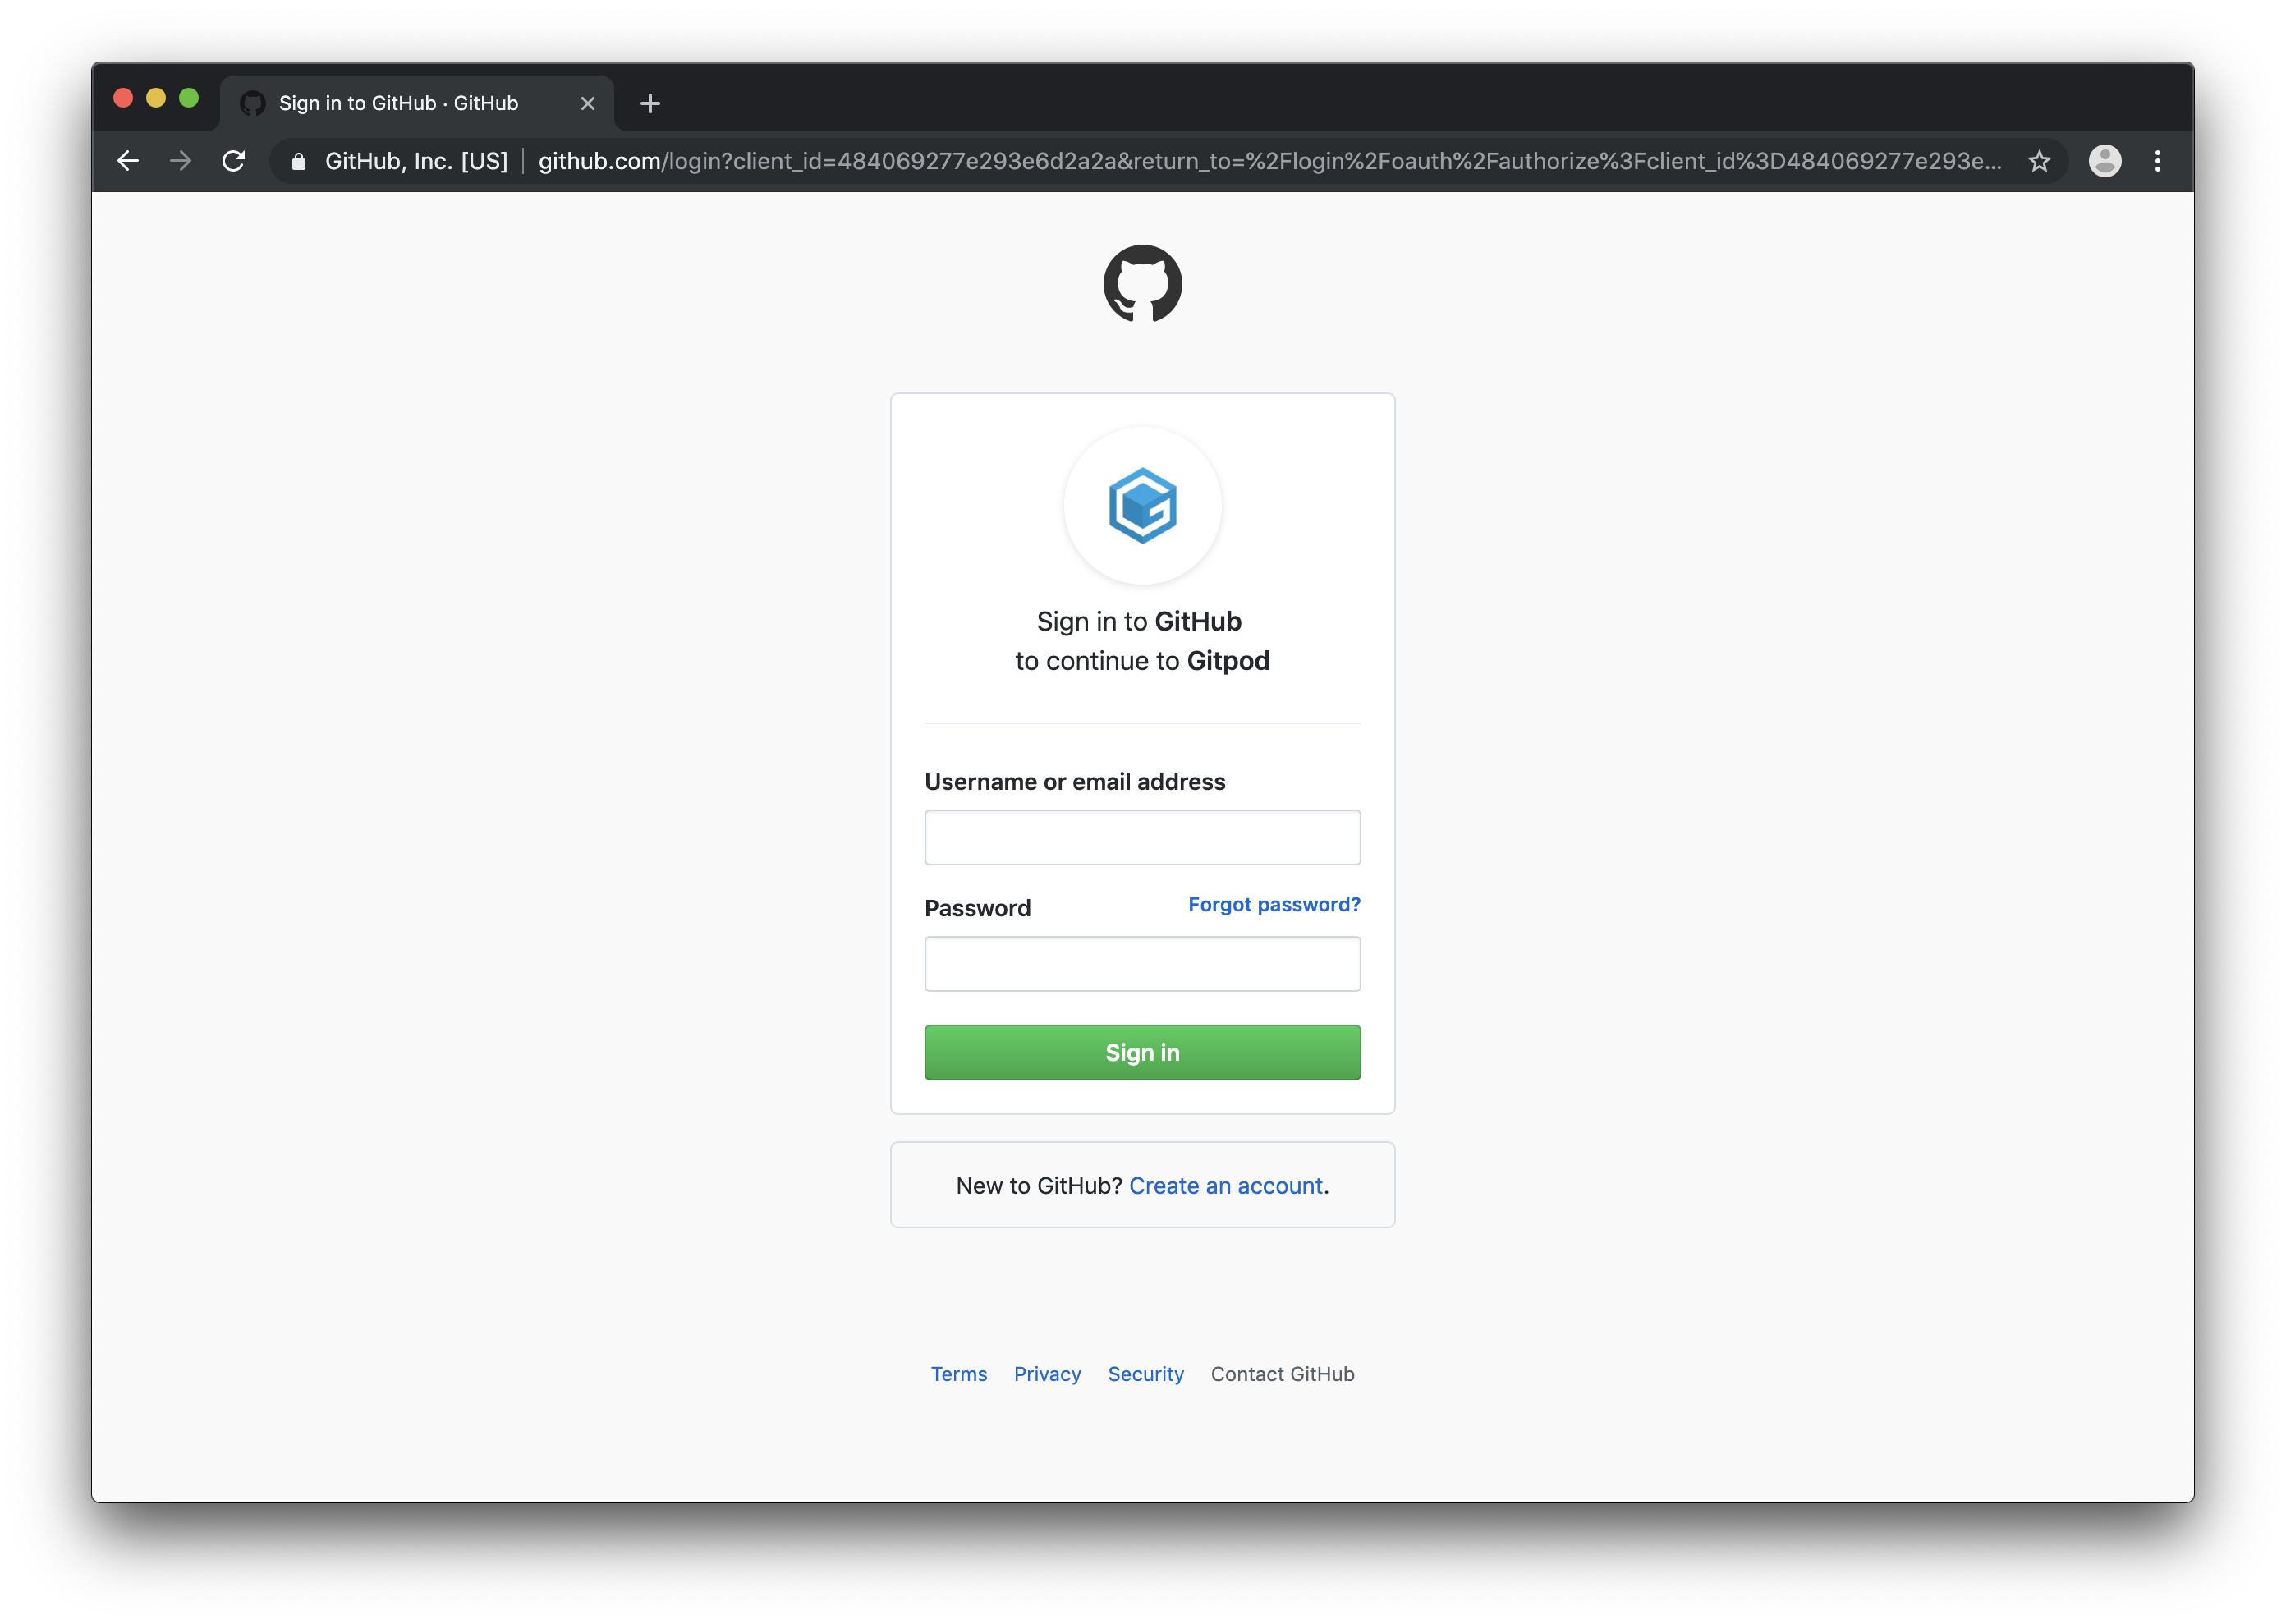 Sign in to GitHub · GitHub
GitHub, Inc. [US] github.com/login?client_id=484069277e293e6d2a2a&return_to=%2Flogin%2Foauth%2Fauthorize%3Fclient_id%3D484069277e293e...
Sign in to GitHub
to continue to Gitpod
Username or email address
Password Forgot password?
Sign in
New to GitHub? Create an account.
Terms Privacy Security Contact GitHub